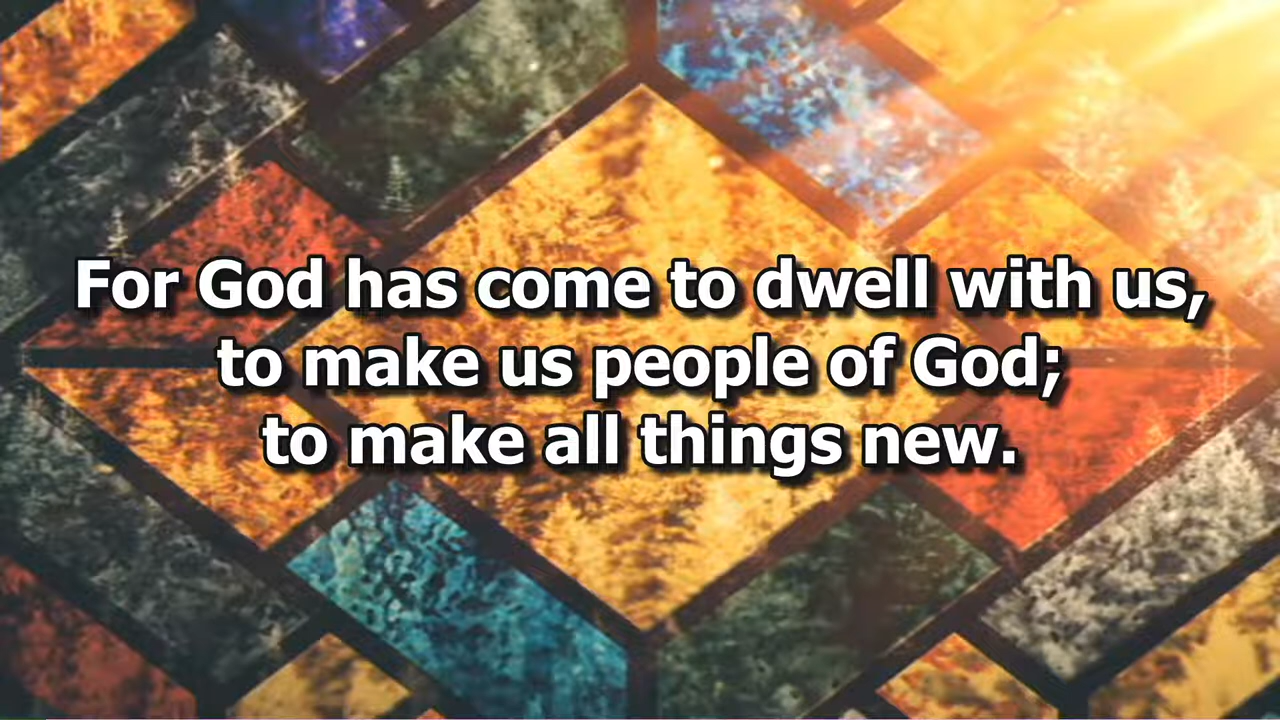 For God has come to dwell with us,
to make us people of God;
to make all things new.